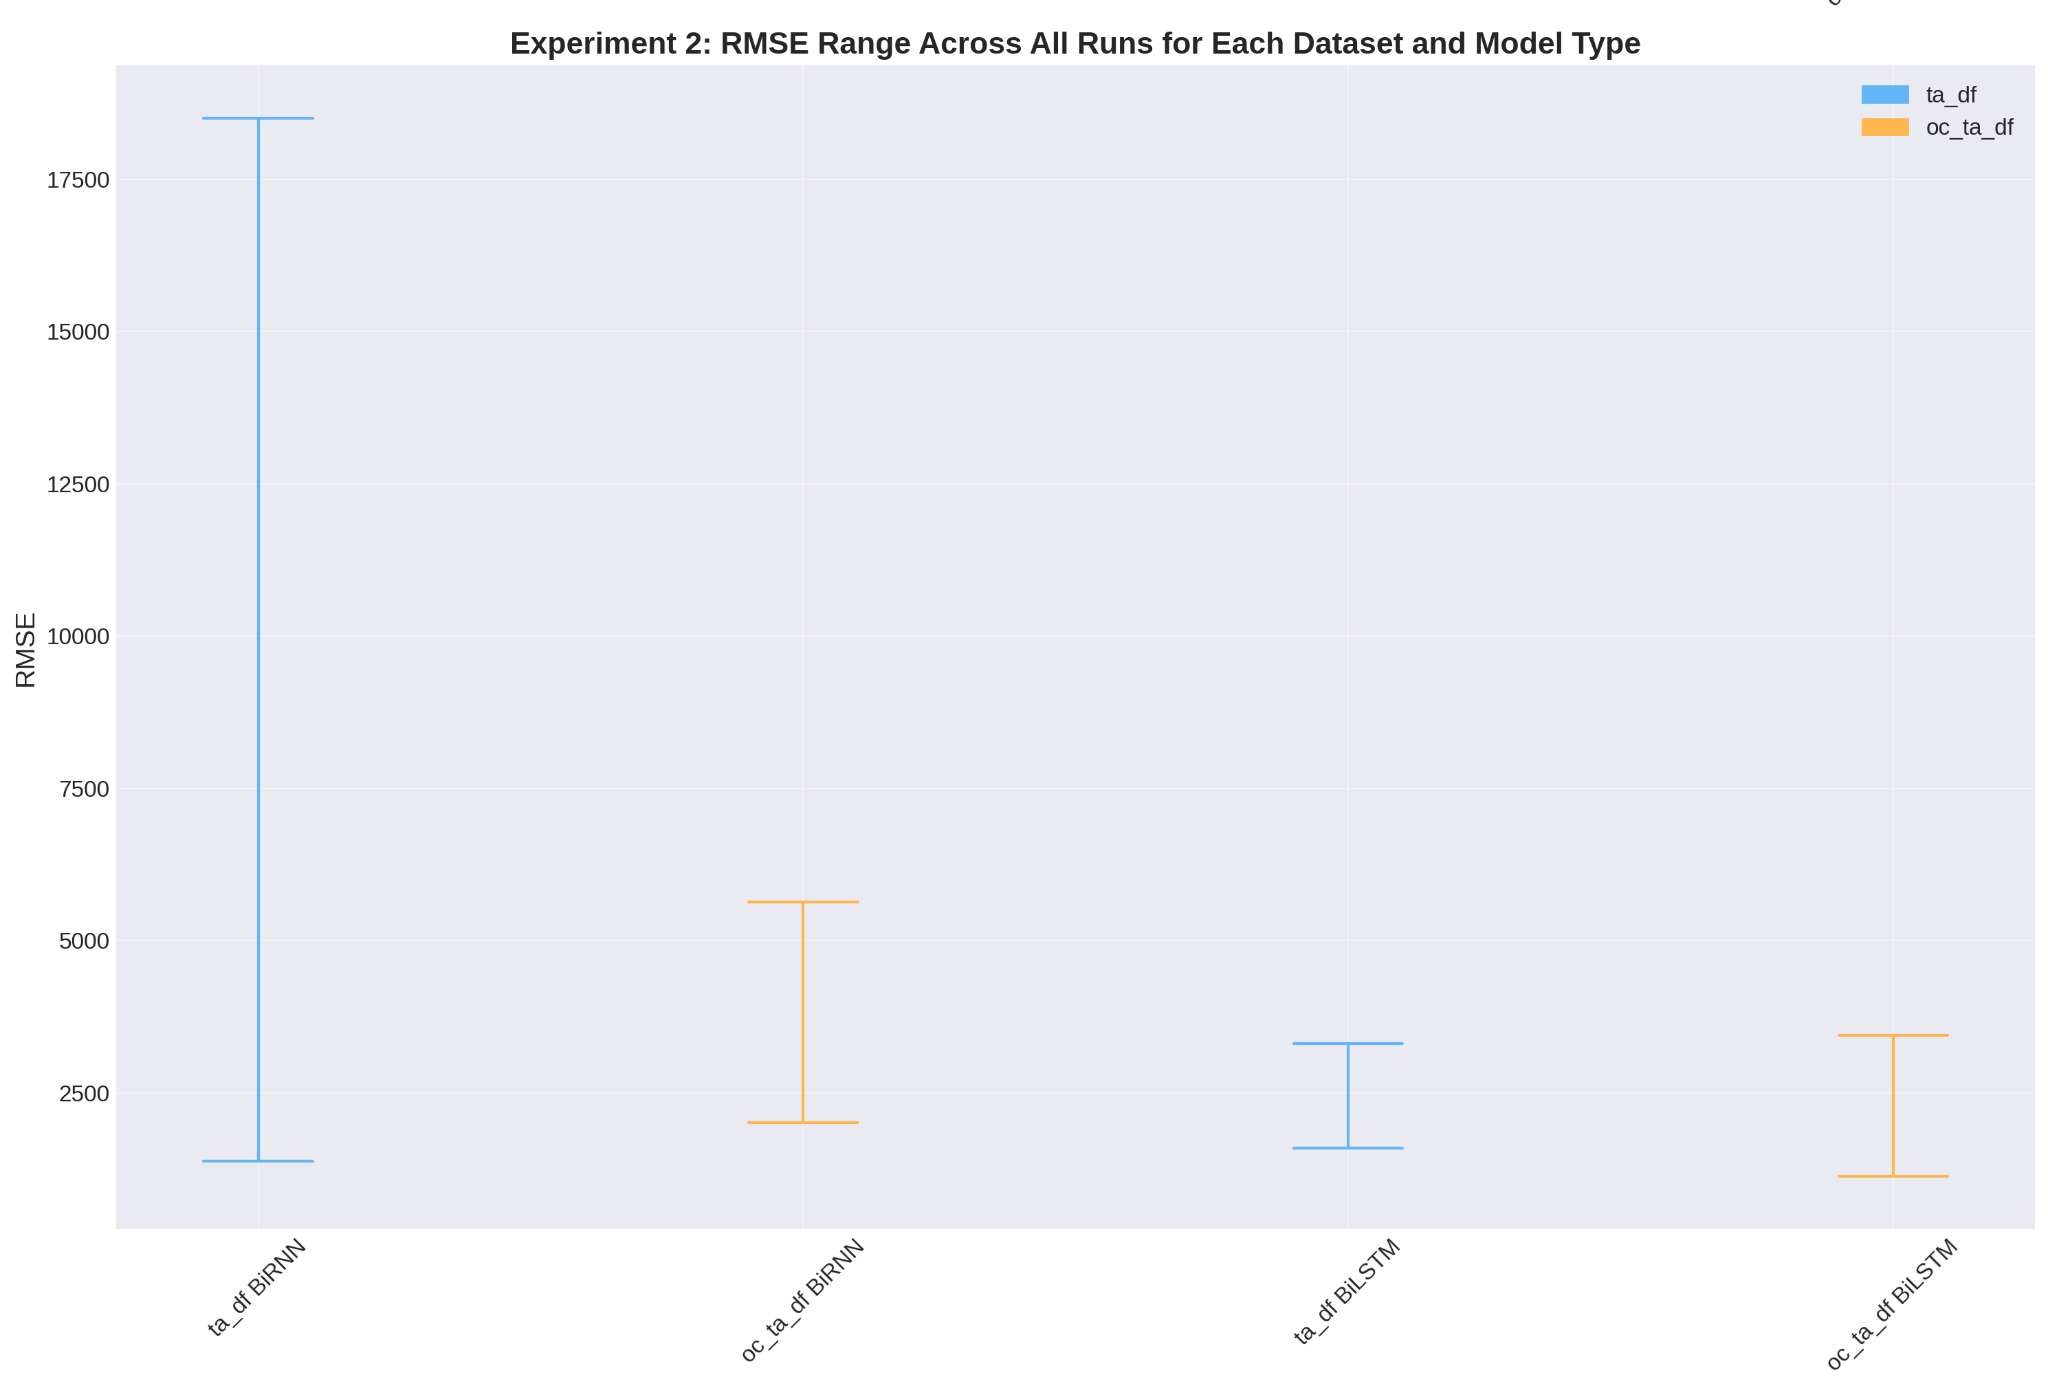 Experiment 2: RMSE Range Across All Runs for Each Dataset and Model Type
ta_df
oc_ta_df
17500
15000
12500
10000
7500
5000
2500
RMSE
ta_df BiRNN
oc_ta_df BiRNN
ta_df BiLSTM
oc_ta_df BiLSTM